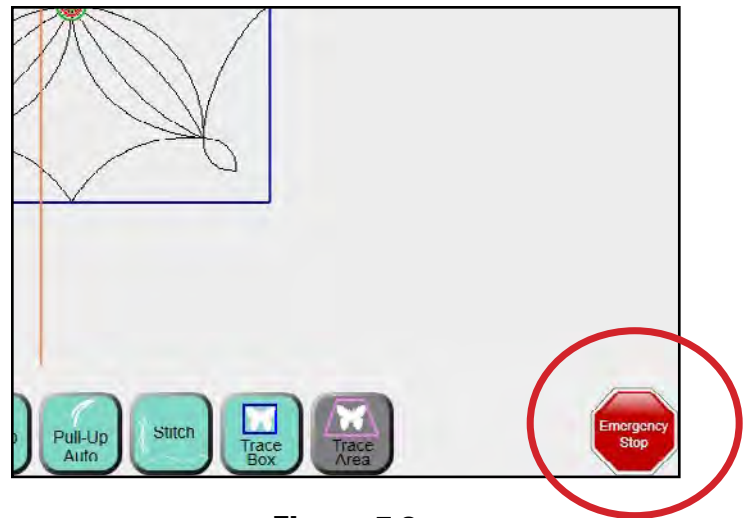 Pull-Up
Auto
Stitch
Trace
Box
Trace
Area
Emergency
Stop